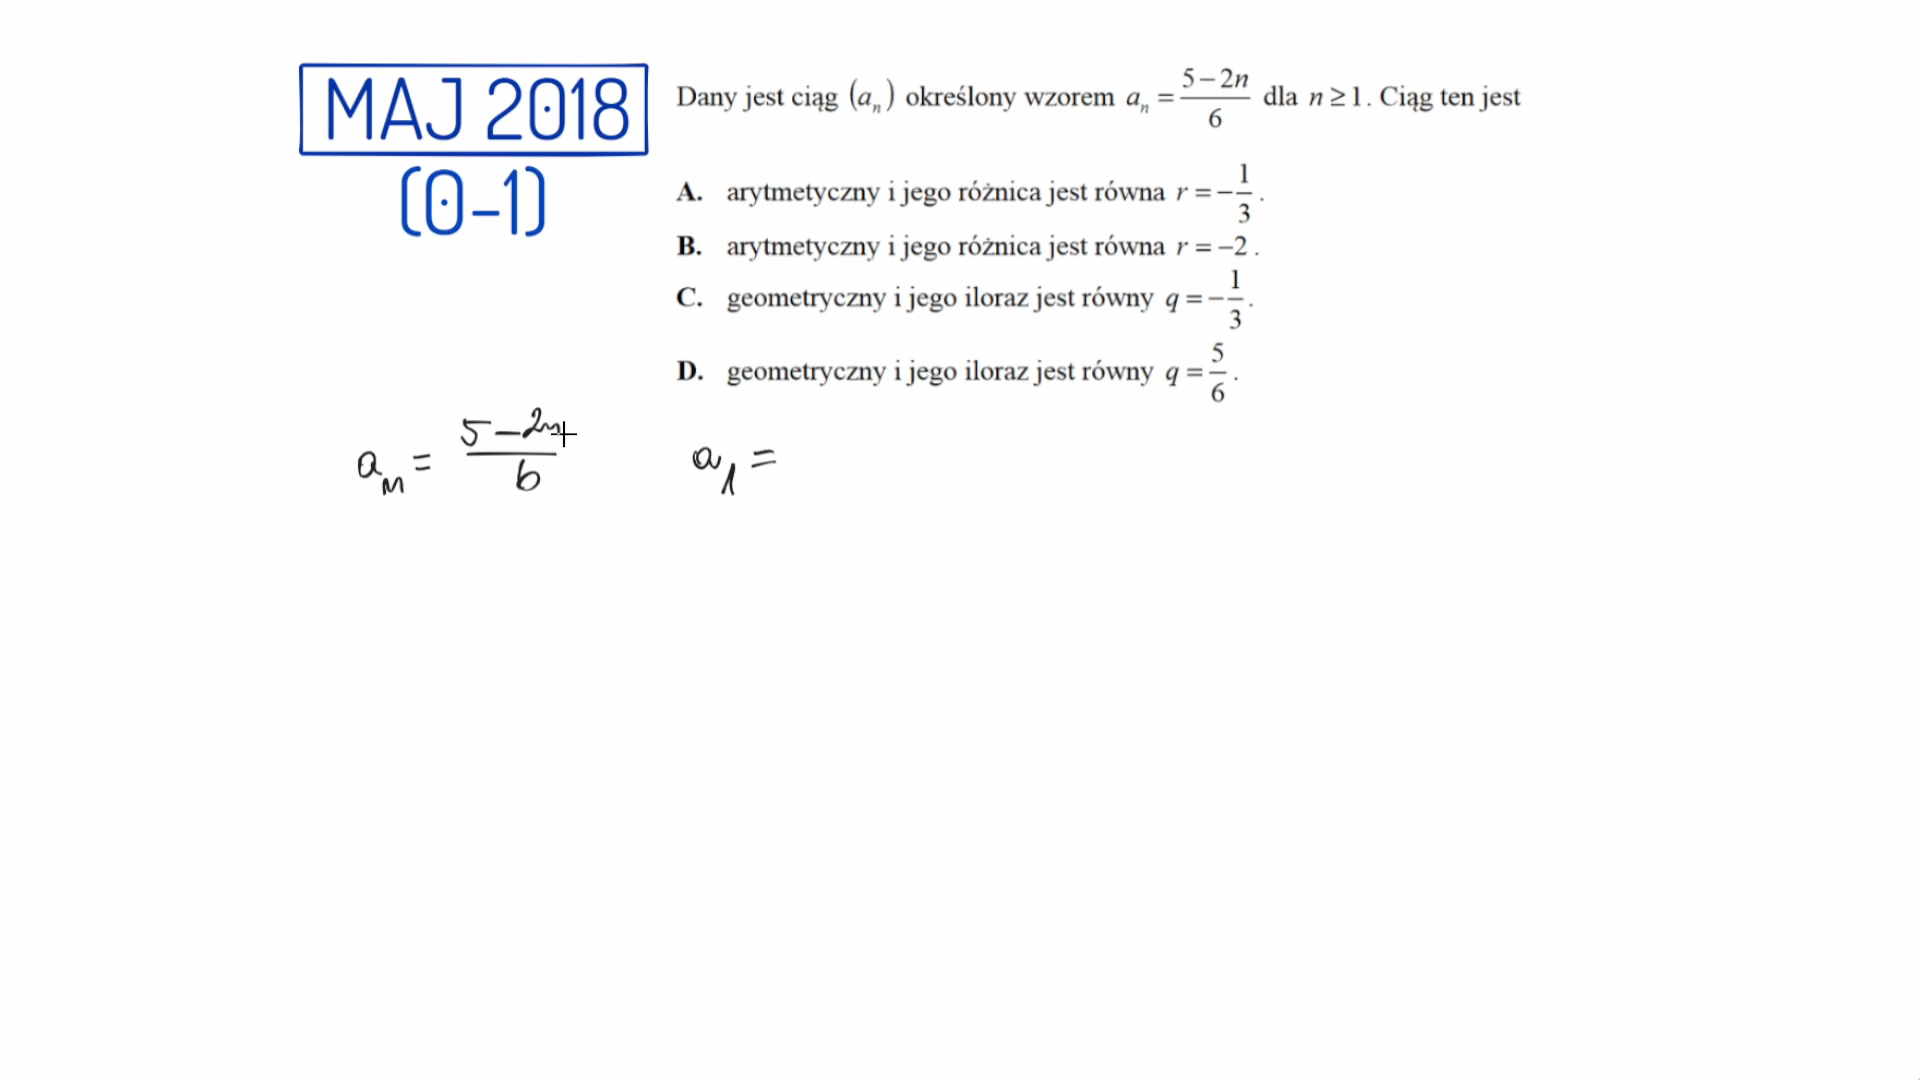 MAJ 2018
(0-1)
Dany jest ciąg (aₙ) określony wzorem aₙ = (5 − 2n)/6 dla n ≥ 1. Ciąg ten jest
A. arytmetyczny i jego różnica jest równa r = −1/3.
B. arytmetyczny i jego różnica jest równa r = −2.
C. geometryczny i jego iloraz jest równy q = −1/3.
D. geometryczny i jego iloraz jest równy q = 5/6.
aₙ = (5 − 2n)/6
a₁ =